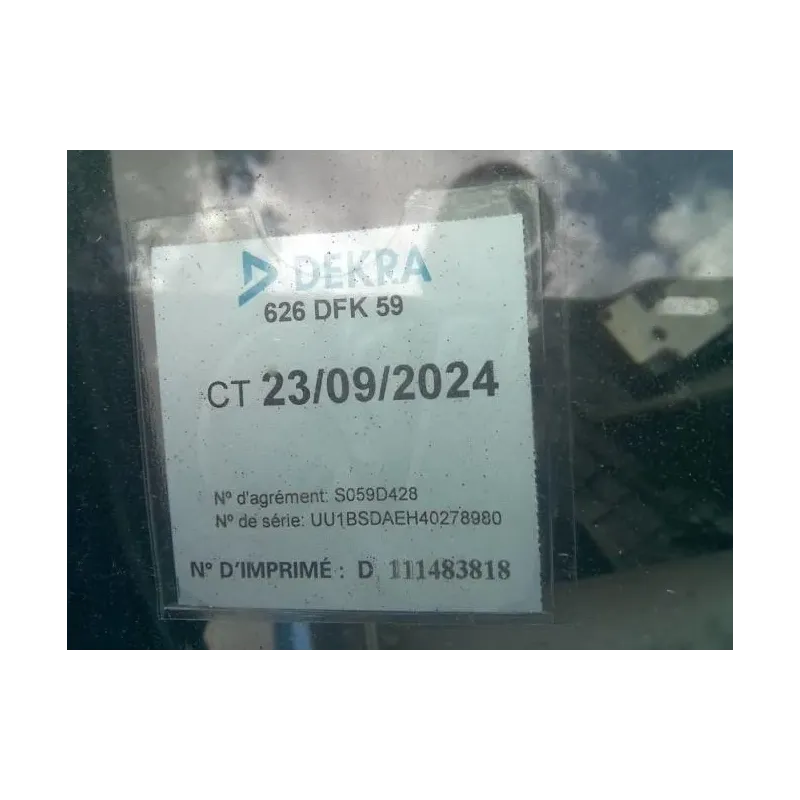 DEKRA
626 DFK 59
CT 23/09/2024
N° d'agrément: S059D428
N° de série: UU1BSDAEH40278980
N° D'IMPRIMÉ : D 111483818